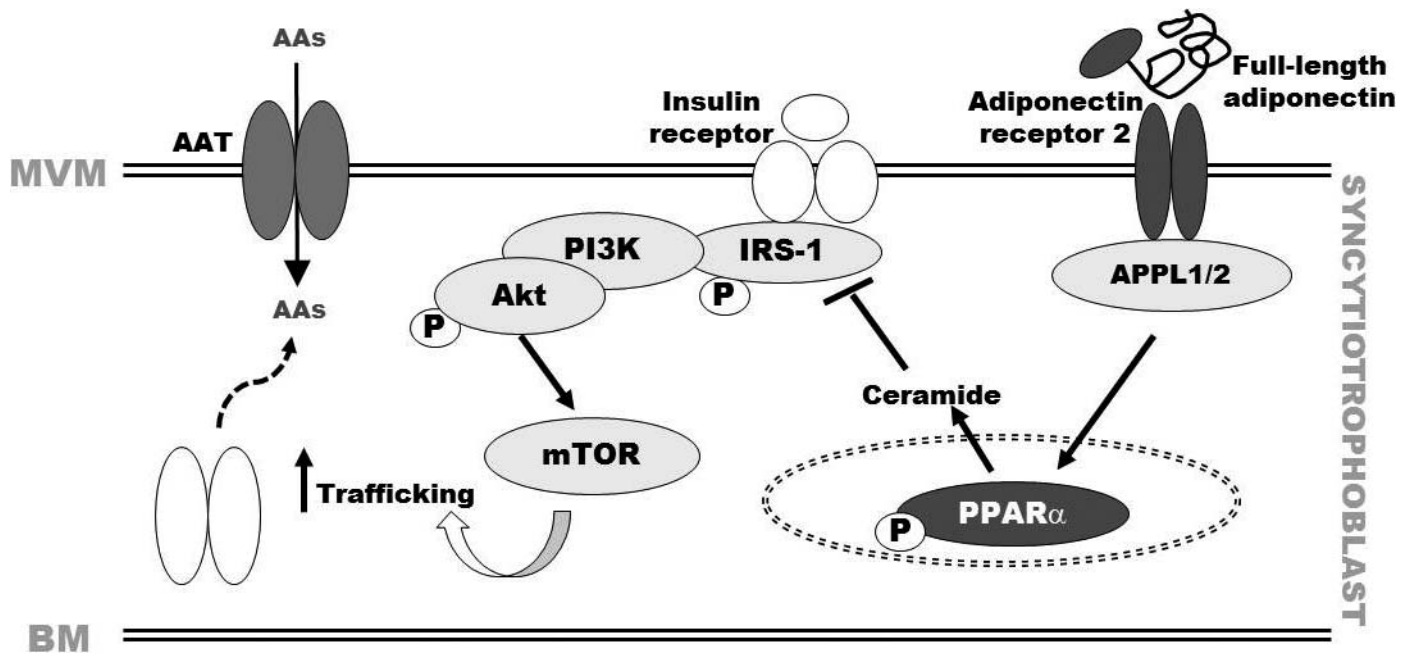 AAs
AAT
MVM
Insulin
receptor
Adiponectin
receptor 2
Full-length
adiponectin
SYNCYTIOTROPHOBLAST
PI3K
IRS-1
Akt
P
P
APPL1/2
AAs
Ceramide
mTOR
Trafficking
PPARα
P
BM